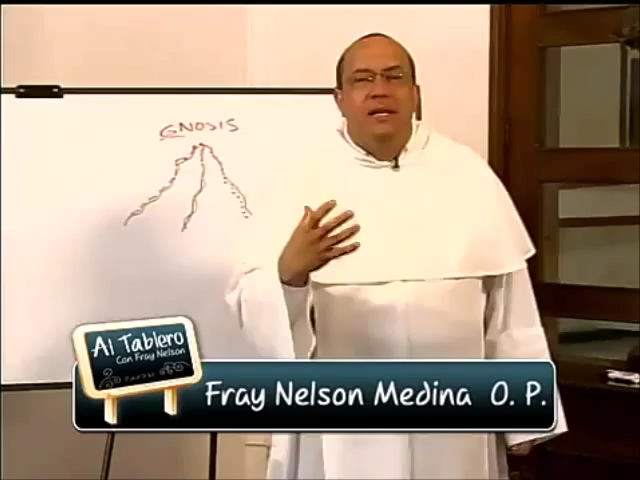 GNOSIS
Al Tablero
Con Fray Nelson
Fray Nelson Medina O. P.